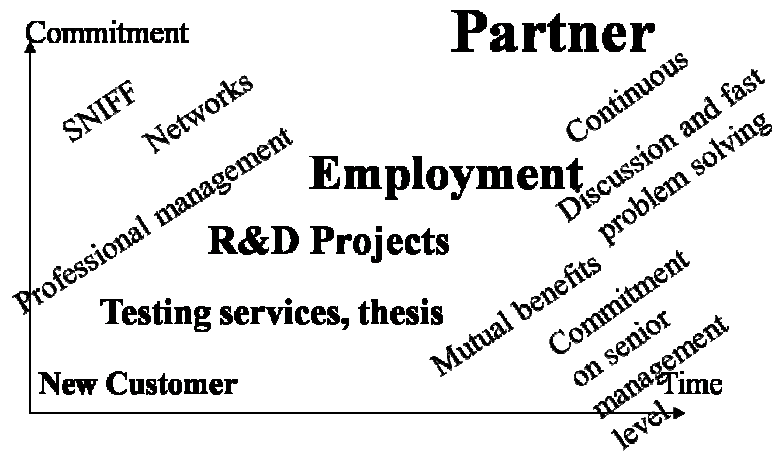 Commitment
Partner
SNIFF
Networks
Professional management
Continuous
Discussion and fast
problem solving
Employment
R&D Projects
Testing services, thesis
Mutual benefits
Commitment
on senior
management
level
New Customer
Time